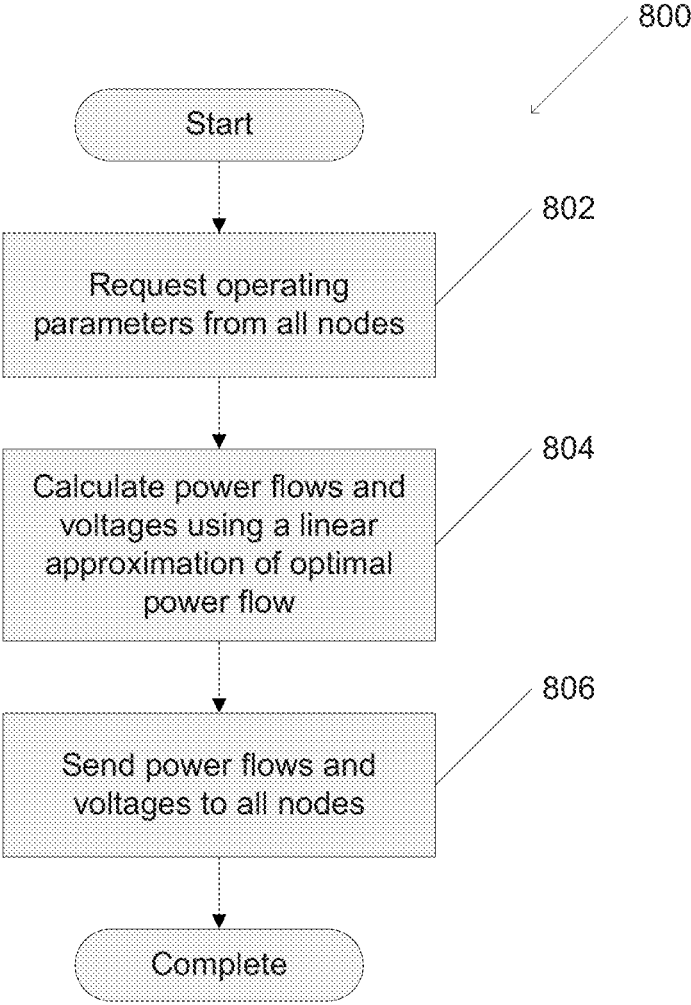 800
Start
802
Request operating
parameters from all nodes
804
Calculate power flows and
voltages using a linear
approximation of optimal
power flow
806
Send power flows and
voltages to all nodes
Complete